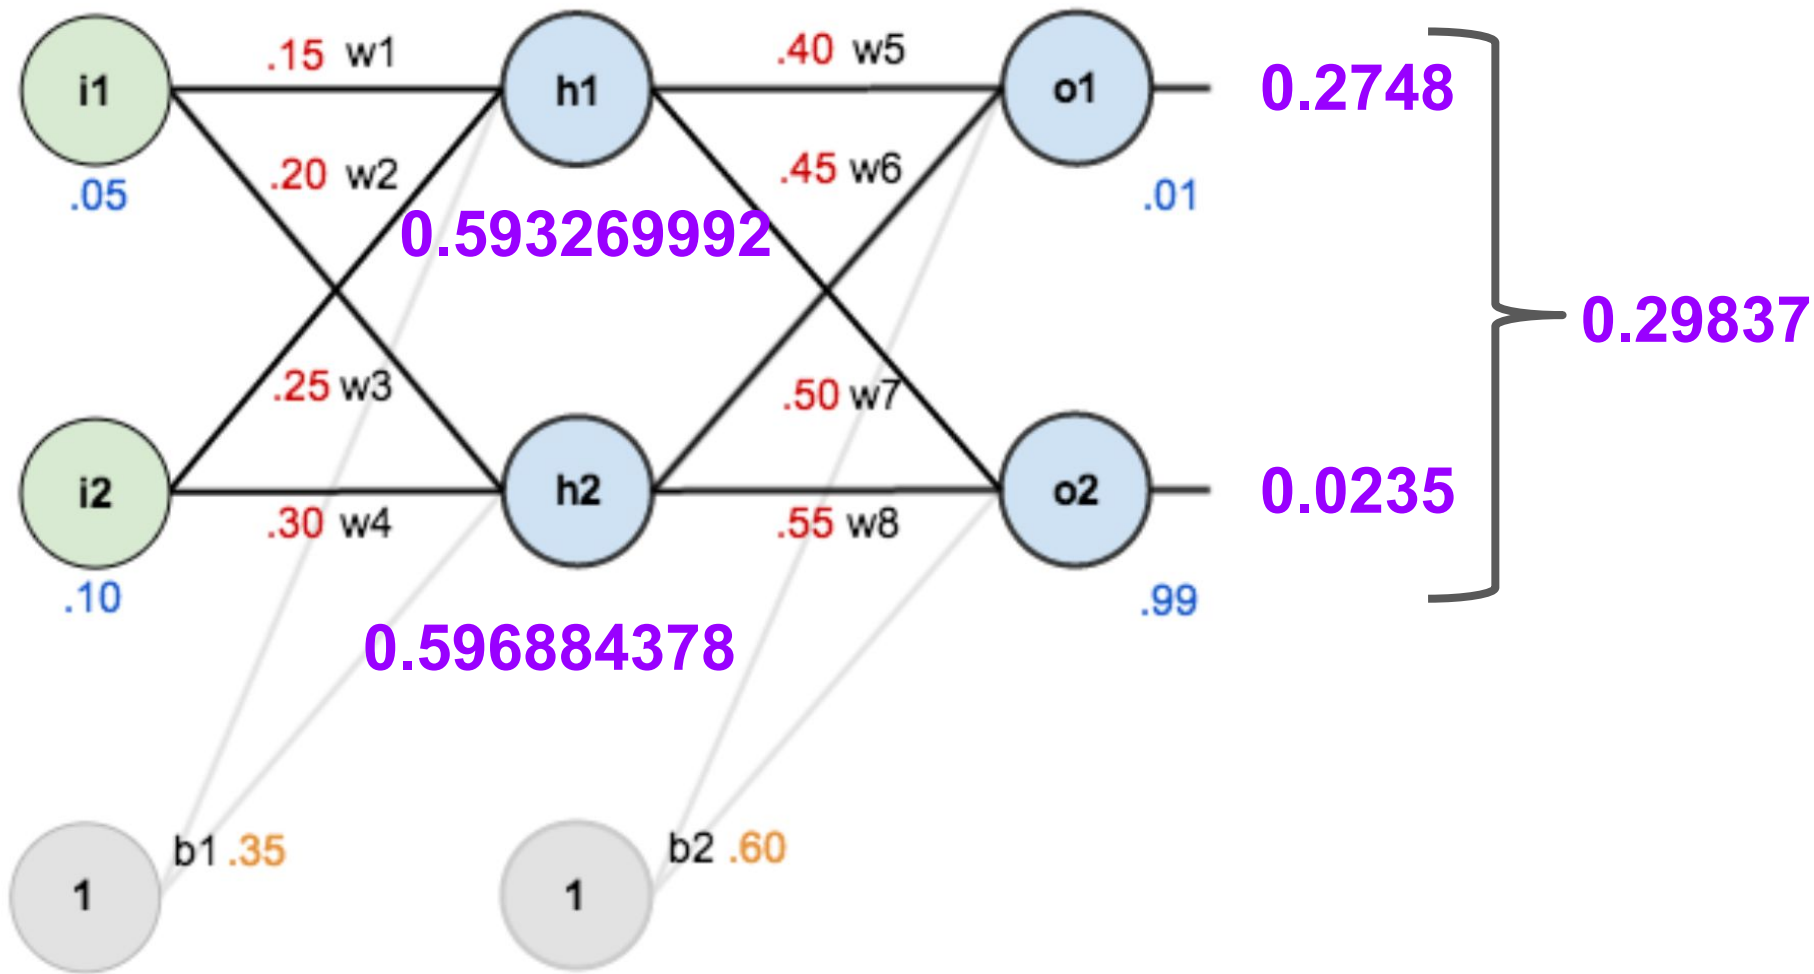 i1 .15 w1 h1 .40 w5 o1 0.2748
.20 w2 .45 w6
.05 .01
0.593269992
0.29837
.25 w3 .50 w7
i2 h2 o2 0.0235
.30 w4 .55 w8
.10 .99
0.596884378
b1 .35 b2 .60
1 1